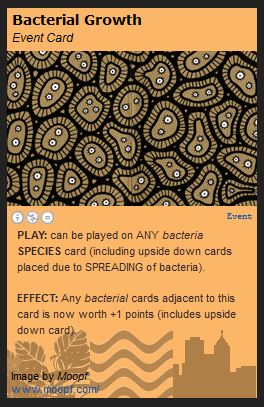 Bacterial Growth
Event Card
Event
PLAY: can be played on ANY bacteria
SPECIES card (including upside down cards
placed due to SPREADING of bacteria).
EFFECT: Any bacterial cards adjacent to this
card is now worth +1 points (includes upside
down card).
Image by Moopf
www.moopf.com/